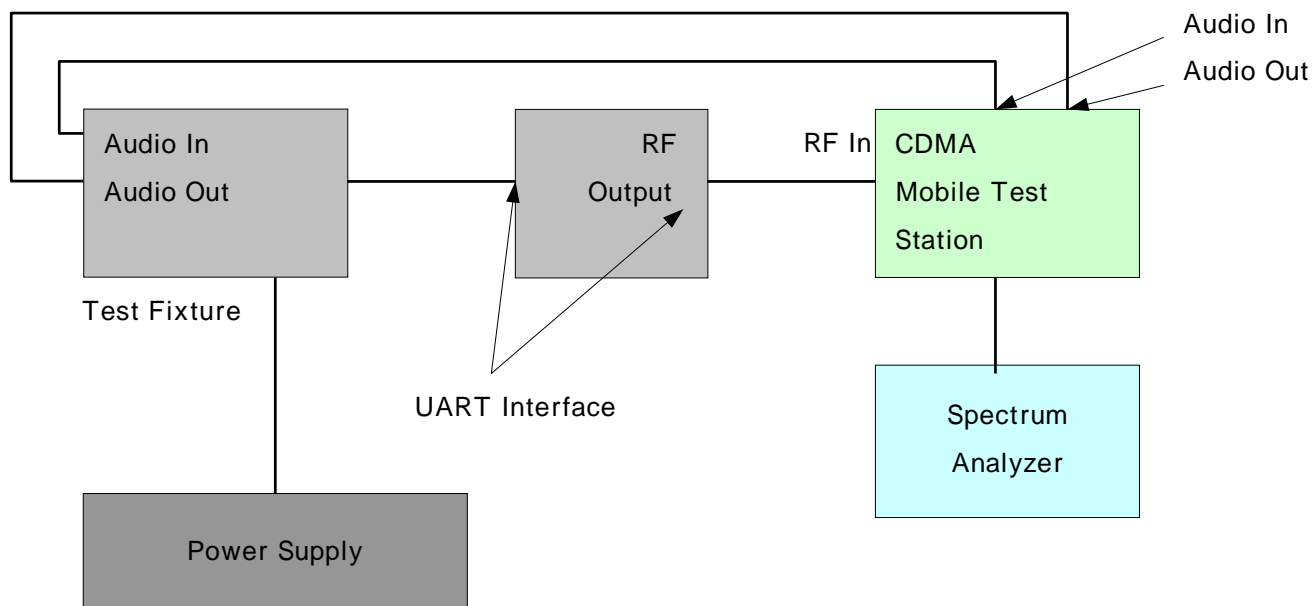 Audio In
Audio Out
Audio In
Audio Out
RF
Output
RF In
CDMA
Mobile Test
Station
Test Fixture
UART Interface
Spectrum
Analyzer
Power Supply